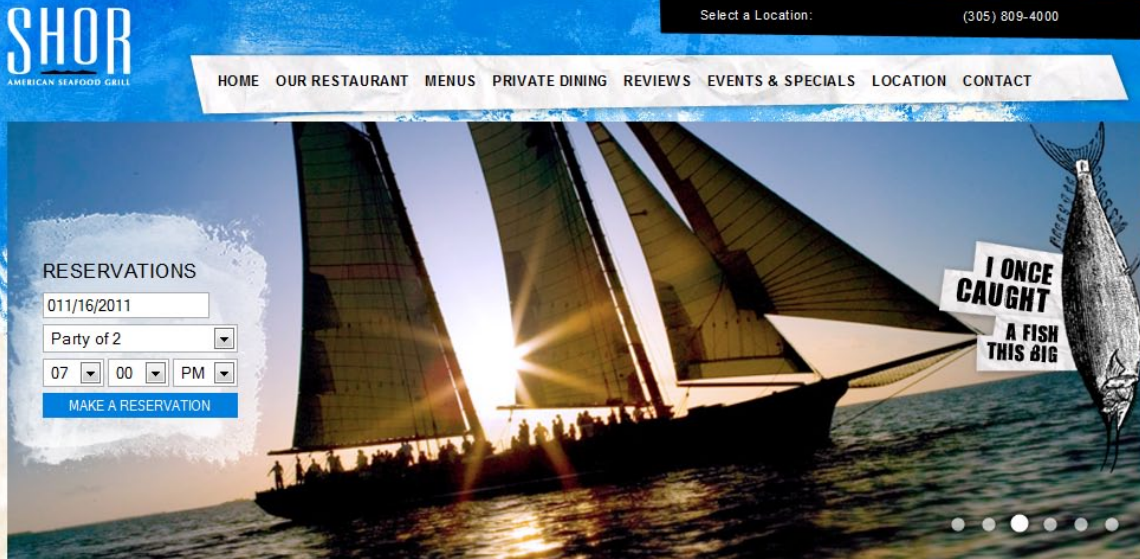 SHOR
AMERICAN SEAFOOD GRILL
Select a Location:
(305) 809-4000
HOME OUR RESTAURANT MENUS PRIVATE DINING REVIEWS EVENTS & SPECIALS LOCATION CONTACT
RESERVATIONS
011/16/2011
Party of 2
07 00 PM
MAKE A RESERVATION
I ONCE
CAUGHT
A FISH
THIS BIG